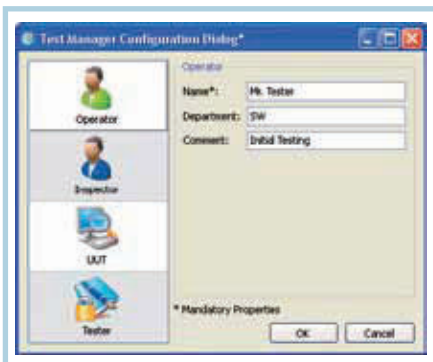 Test Manager Configuration Dialog*
Operator
Operator
Name*: Mr. Tester
Department: SW
Comment: Initial Testing
Inspector
UUT
Tester
* Mandatory Properties
OK Cancel